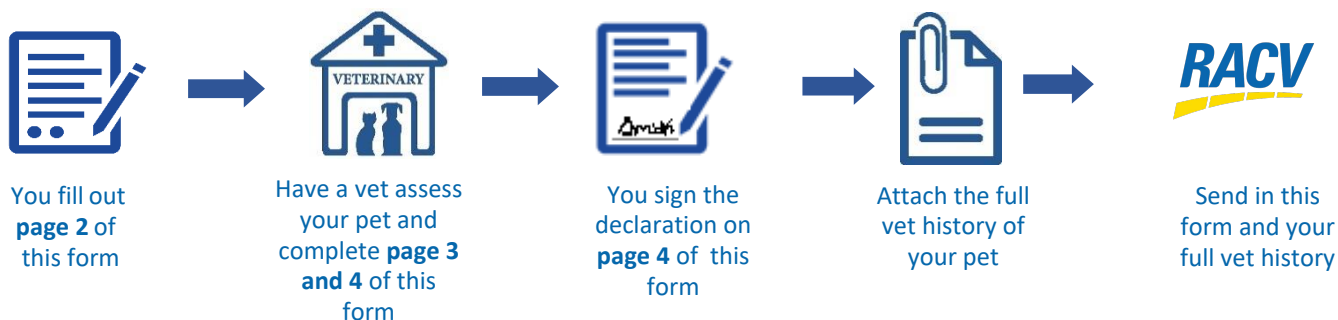 VETERINARY
RACV
You fill out
page 2 of
this form
Have a vet assess
your pet and
complete page 3
and 4 of this
form
You sign the
declaration on
page 4 of this
form
Attach the full
vet history of
your pet
Send in this
form and your
full vet history